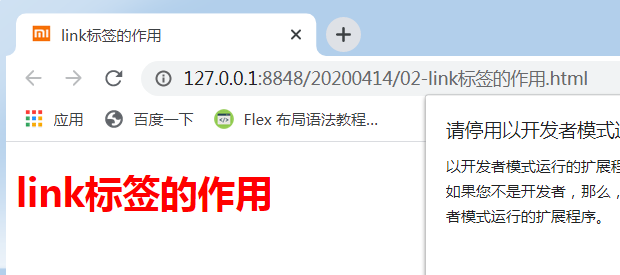 link标签的作用
127.0.0.1:8848/20200414/02-link标签的作用.html
应用 百度一下 Flex 布局语法教程...
请停用以开发者模式运
以开发者模式运行的扩展程
如果您不是开发者，那么，
者模式运行的扩展程序。
link标签的作用